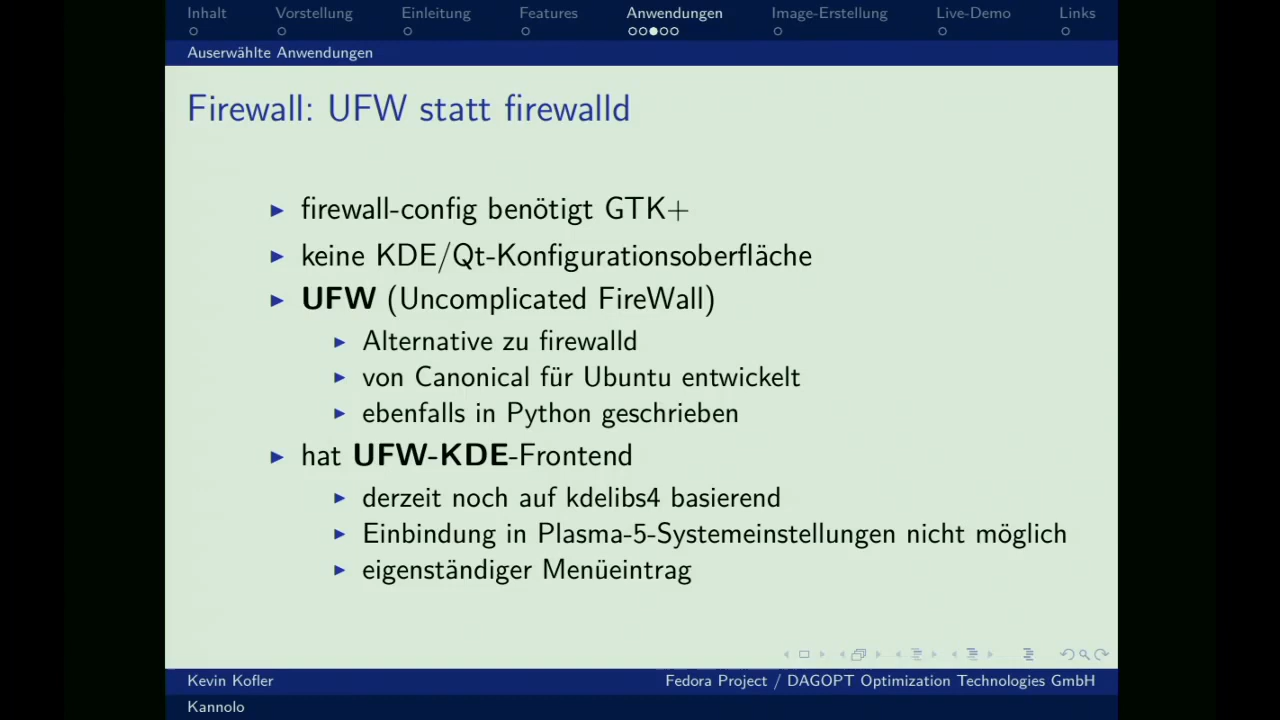 Inhalt Vorstellung Einleitung Features Anwendungen Image-Erstellung Live-Demo Links
Auserwählte Anwendungen
Firewall: UFW statt firewalld
firewall-config benötigt GTK+
keine KDE/Qt-Konfigurationsoberfläche
UFW (Uncomplicated FireWall)
Alternative zu firewalld
von Canonical für Ubuntu entwickelt
ebenfalls in Python geschrieben
hat UFW-KDE-Frontend
derzeit noch auf kdelibs4 basierend
Einbindung in Plasma-5-Systemeinstellungen nicht möglich
eigenständiger Menüeintrag
Kevin Kofler Fedora Project / DAGOPT Optimization Technologies GmbH
Kannolo